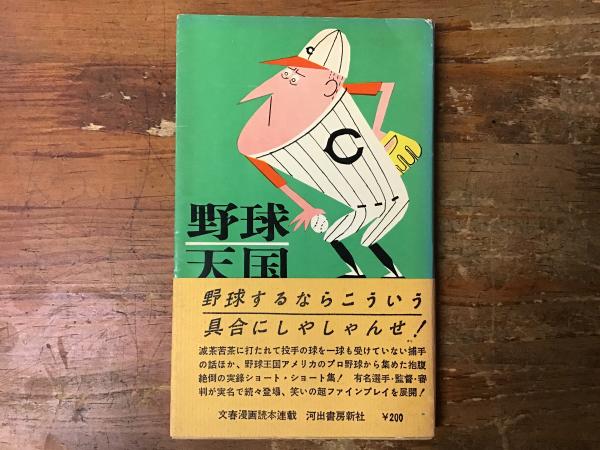 C
C
野球
天国
野球するならこういう
具合にしやしゃんせ!
滅茶苦茶に打たれて投手の球を一球も受けていない捕手
の話ほか、野球王国アメリカのプロ野球から集めた抱腹
絶倒の実録ショート・ショート集! 有名選手・監督・審
判が実名で続々登場、笑いの超ファインプレイを展開!
文春漫画読本連載 河出書房新社 ¥200